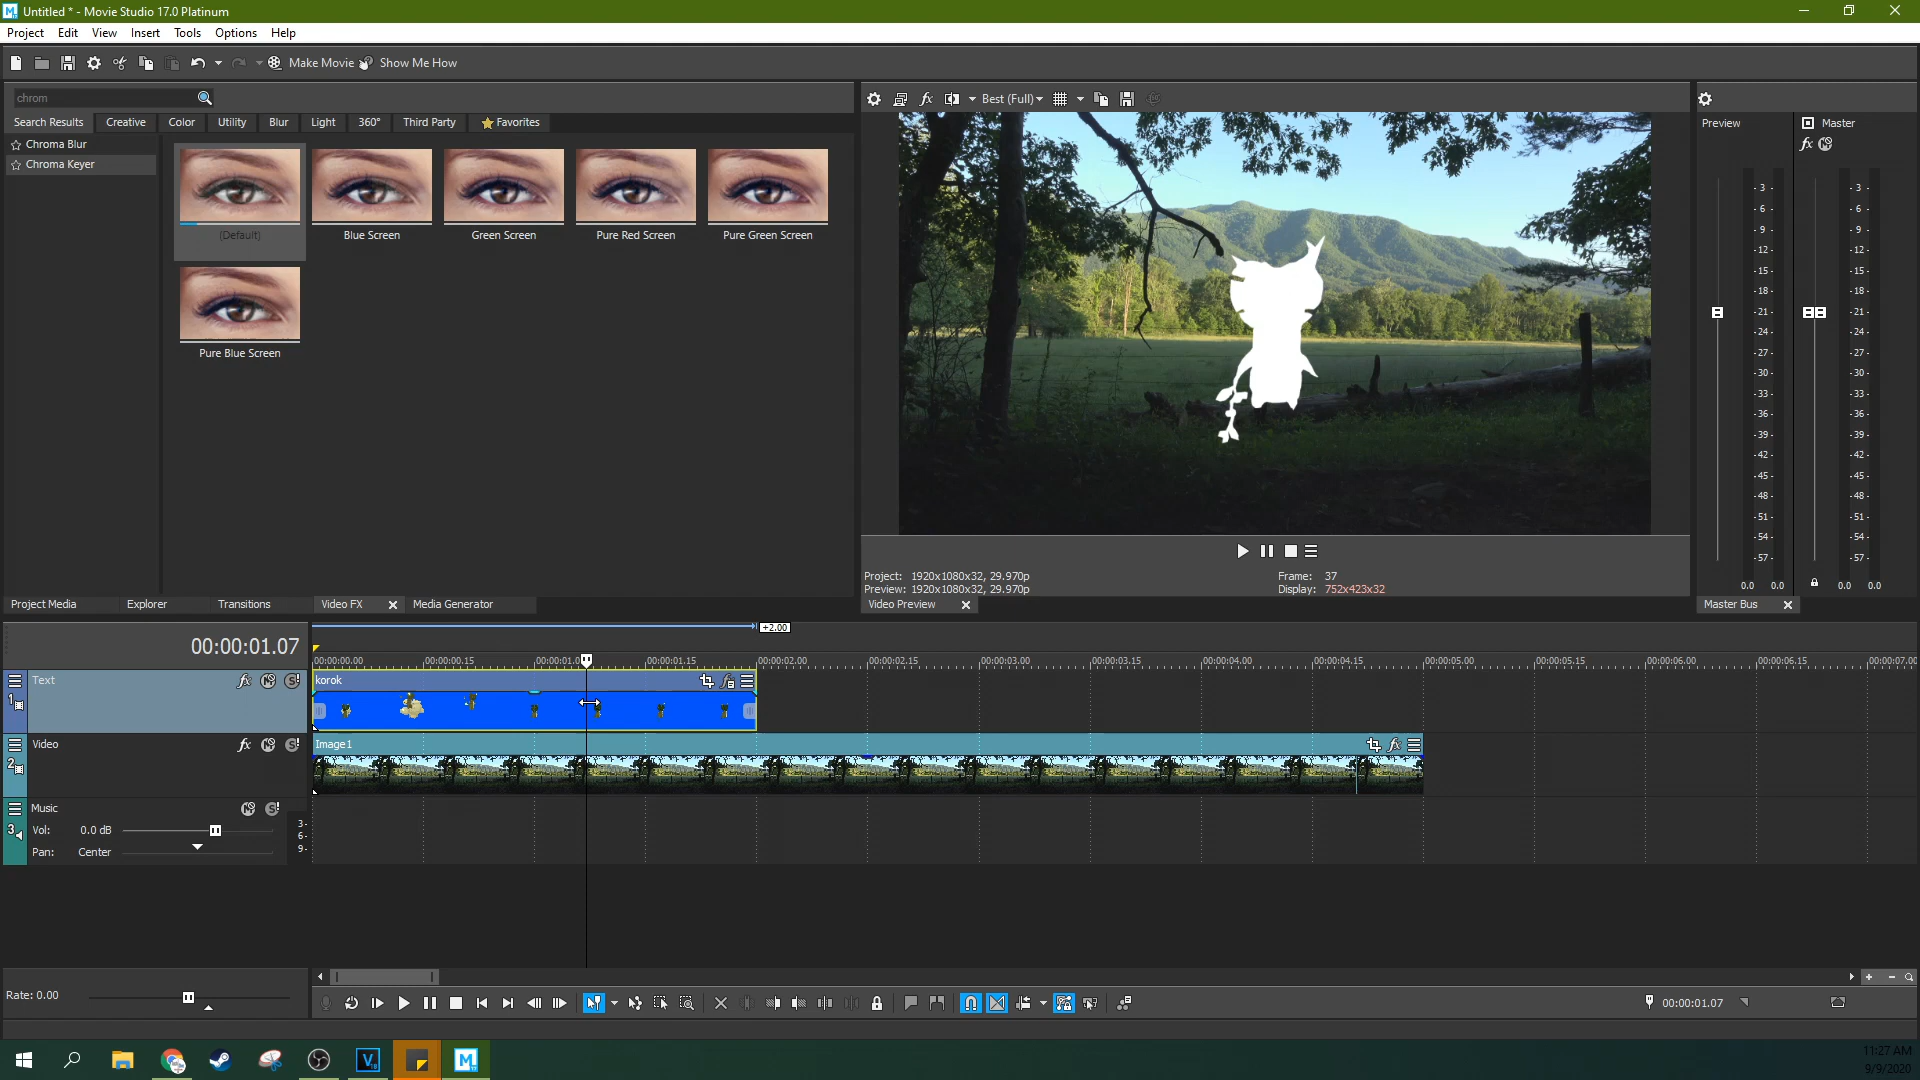 Untitled * - Movie Studio 17.0 Platinum
Project Edit View Insert Tools Options Help
Make Movie Show Me How
chrom
Search Results Creative Color Utility Blur Light 360° Third Party Favorites
Chroma Blur
Chroma Keyer
(Default) Blue Screen Green Screen Pure Red Screen Pure Green Screen
Pure Blue Screen
fx Best (Full)
Project: 1920x1080x32, 29.970p Frame: 37
Preview: 1920x1080x32, 29.970p Display: 752x423x32
Preview Master
fx
- 3 - - 3 -
- 6 - - 6 -
- 9 - - 9 -
- 12 - - 12 -
- 15 - - 15 -
- 18 - - 18 -
- 21 - - 21 -
- 24 - - 24 -
- 27 - - 27 -
- 30 - - 30 -
- 33 - - 33 -
- 36 - - 36 -
- 39 - - 39 -
- 42 - - 42 -
- 45 - - 45 -
- 48 - - 48 -
- 51 - - 51 -
- 54 - - 54 -
- 57 - - 57 -
0.0 0.0 0.0 0.0
Project Media Explorer Transitions Video FX Media Generator
Video Preview
Master Bus
00:00:01.07
+2.00
00:00:00.00 00:00:00.15 00:00:01.0 00:00:01.15 00:00:02.00 00:00:02.15 00:00:03.00 00:00:03.15 00:00:04.00 00:00:04.15 00:00:05.00 00:00:05.15 00:00:06.00 00:00:06.15 00:00:07.00
1 Text fx
korok
2 Video fx
Image1 fx
3 Music
Vol: 0.0 dB
Pan: Center
3 -
6 -
9 -
Rate: 0.00
00:00:01.07
11:27 AM
9/9/2020